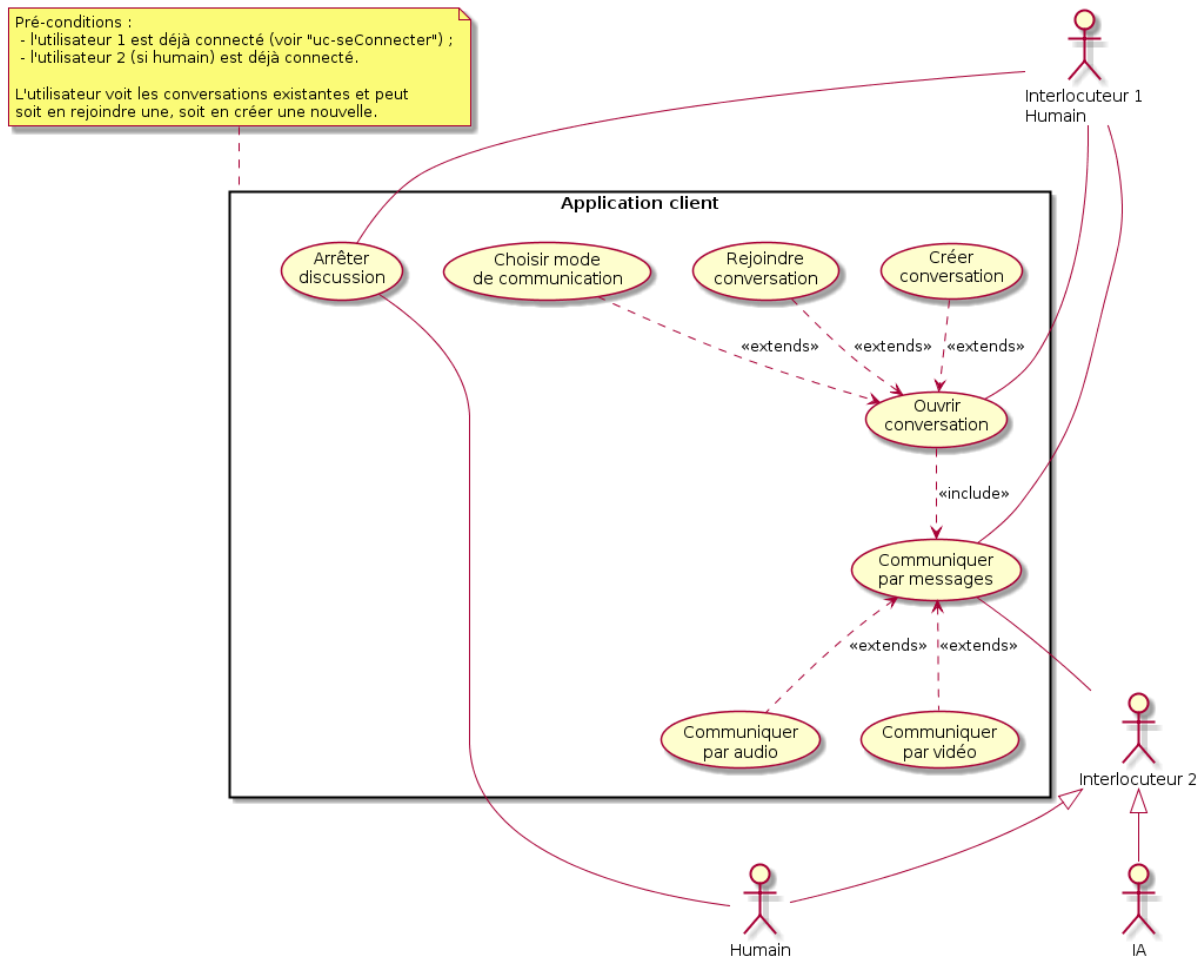 Pré-conditions :
- l'utilisateur 1 est déjà connecté (voir "uc-seConnecter") ;
- l'utilisateur 2 (si humain) est déjà connecté.
L'utilisateur voit les conversations existantes et peut
soit en rejoindre une, soit en créer une nouvelle.
Interlocuteur 1
Humain
Application client
Arrêter
discussion
Choisir mode
de communication
Rejoindre
conversation
Créer
conversation
«extends»
«extends»
«extends»
Ouvrir
conversation
«include»
Communiquer
par messages
«extends»
«extends»
Communiquer
par audio
Communiquer
par vidéo
Interlocuteur 2
Humain
IA